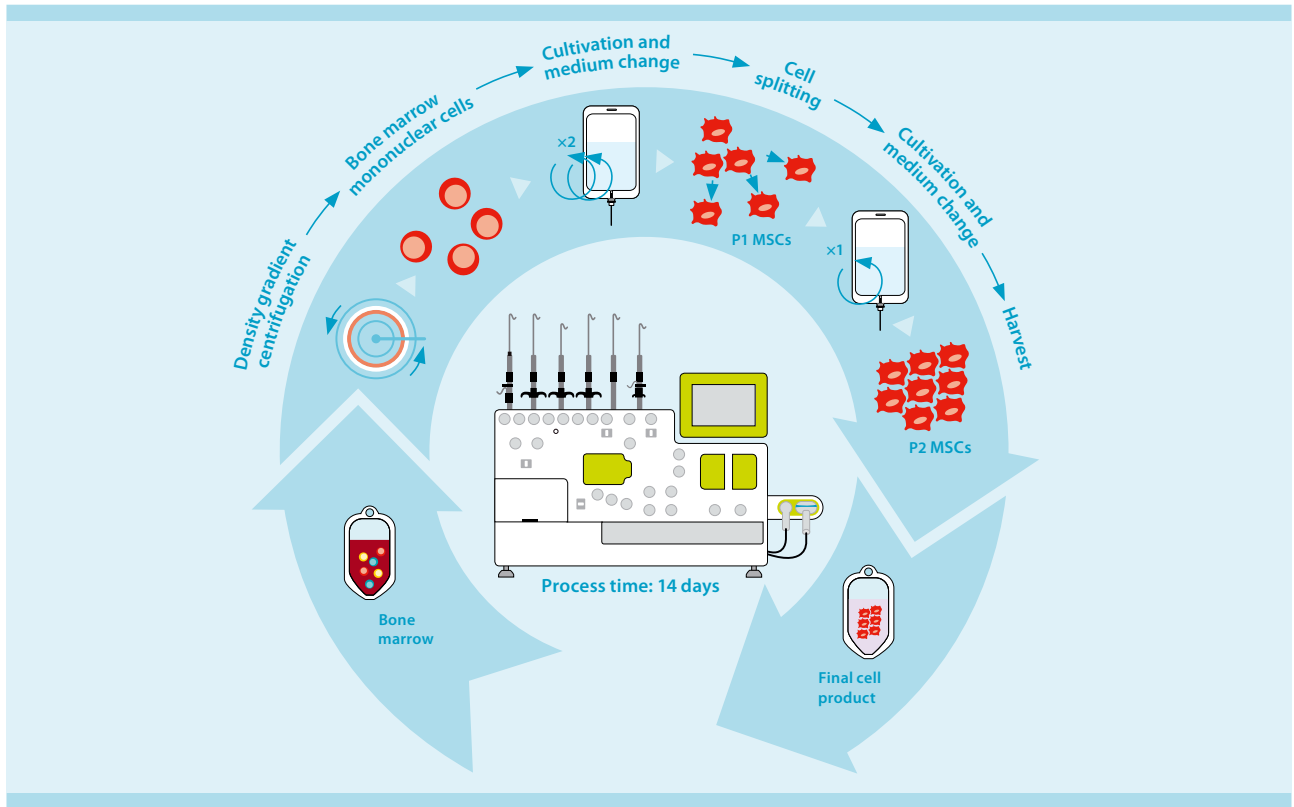 Density gradient
centrifugation
Bone marrow
mononuclear cells
Cultivation and
medium change
Cell
splitting
Cultivation and
medium change
Harvest
×2
P1 MSCs
×1
P2 MSCs
Process time: 14 days
Bone
marrow
Final cell
product